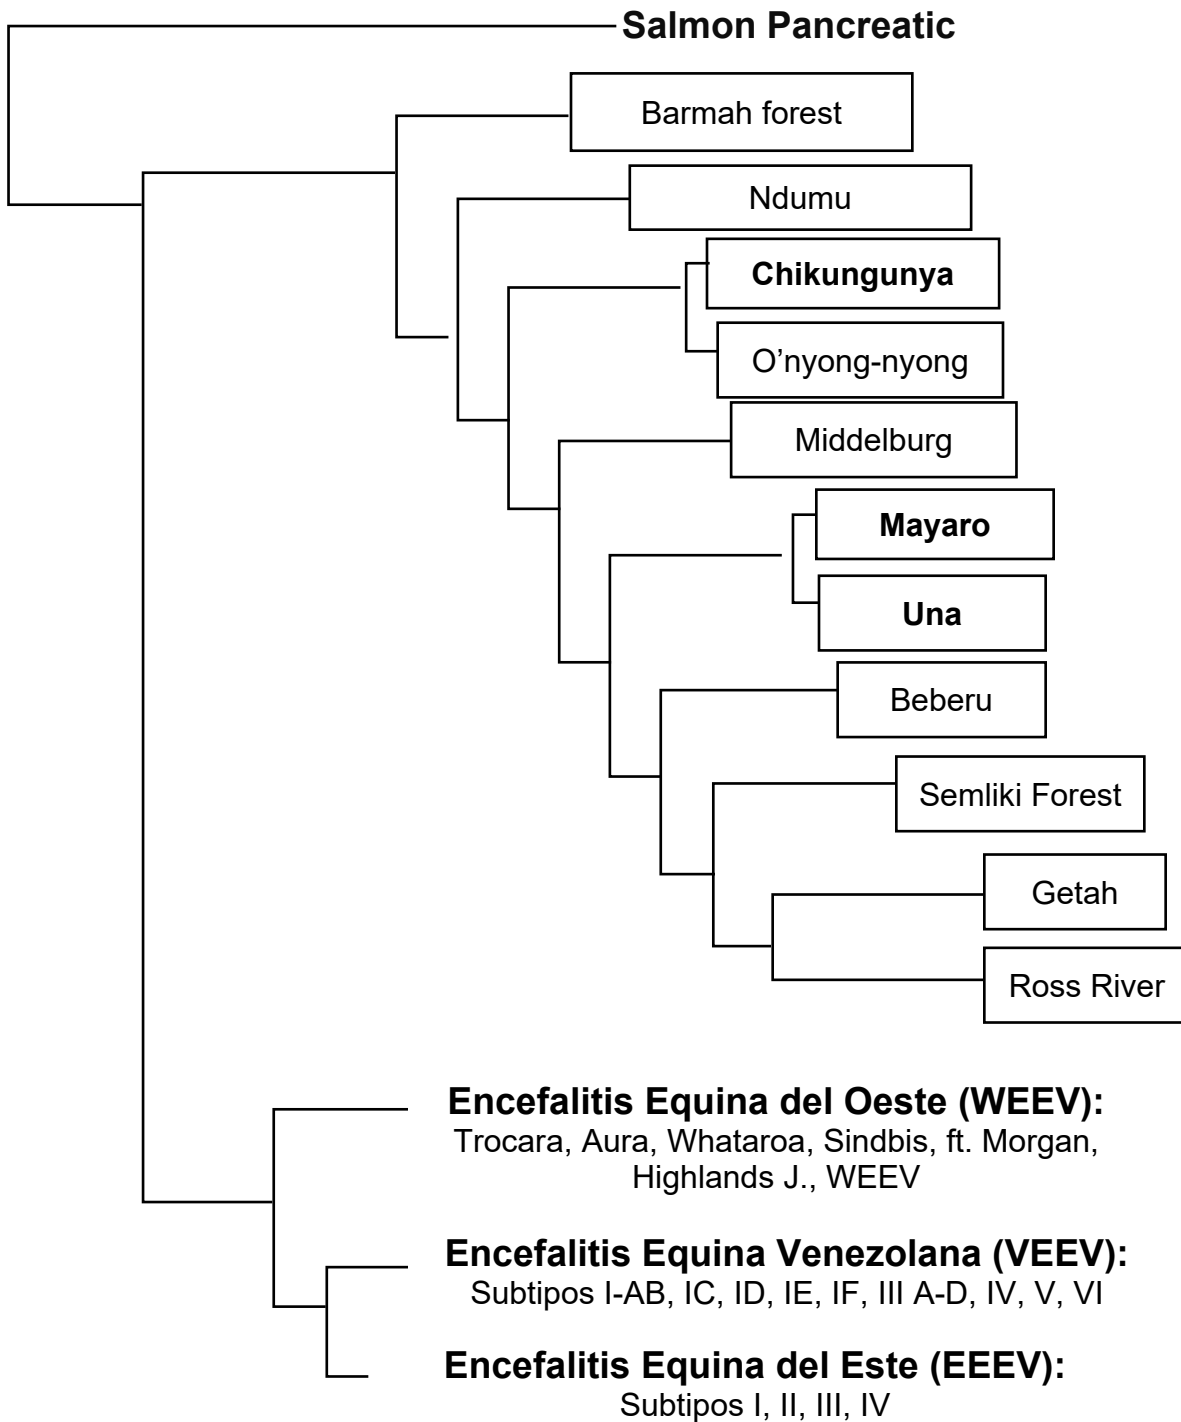 Salmon Pancreatic
Barmah forest
Ndumu
Chikungunya
O’nyong-nyong
Middelburg
Mayaro
Una
Beberu
Semliki Forest
Getah
Ross River
Encefalitis Equina del Oeste (WEEV):
Trocara, Aura, Whataroa, Sindbis, ft. Morgan,
Highlands J., WEEV
Encefalitis Equina Venezolana (VEEV):
Subtipos I-AB, IC, ID, IE, IF, III A-D, IV, V, VI
Encefalitis Equina del Este (EEEV):
Subtipos I, II, III, IV